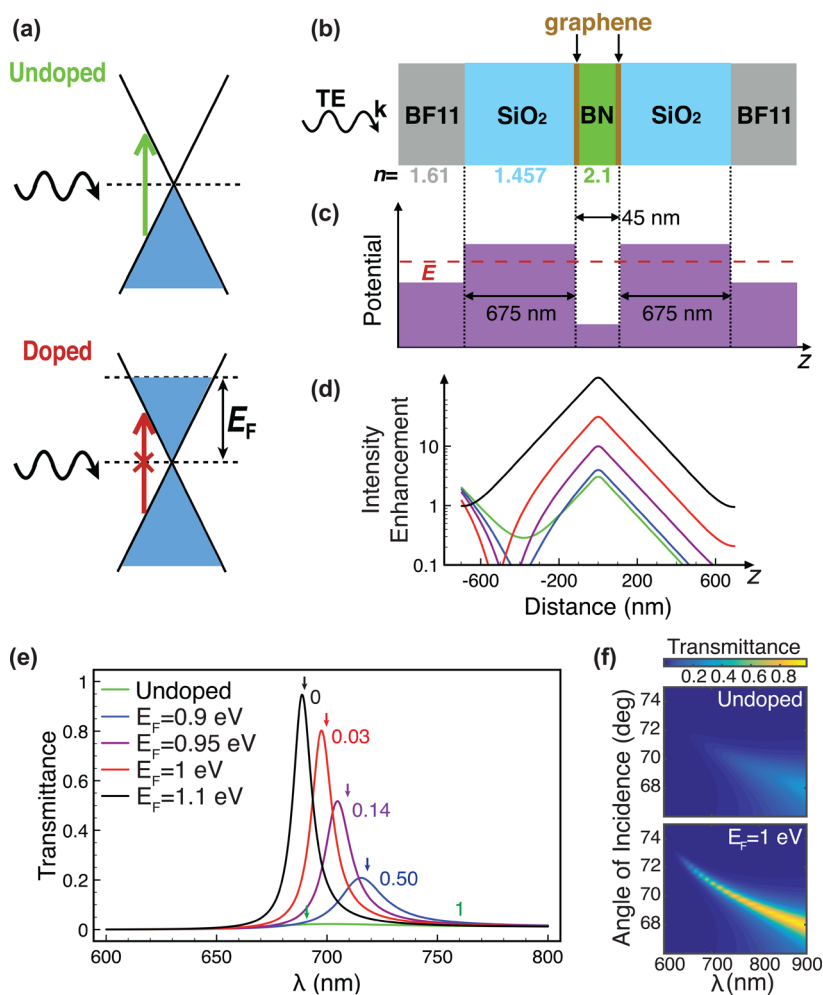 (a)
Undoped
Doped
E_F
(b)
graphene
TE
k
BF11
SiO₂
BN
SiO₂
BF11
n=
1.61
1.457
2.1
(c)
45 nm
E
Potential
675 nm
675 nm
z
(d)
Intensity
Enhancement
10
1
0.1
-600
-200
200
600
z
Distance (nm)
(e)
1
0.8
0.6
0.4
0.2
0
Transmittance
Undoped
E_F=0.9 eV
E_F=0.95 eV
E_F=1 eV
E_F=1.1 eV
0
0.03
0.14
0.50
1
1
600
650
700
750
800
λ (nm)
(f)
Transmittance
0.2 0.4 0.6 0.8
Undoped
74
72
70
68
E_F=1 eV
74
72
70
68
Angle of Incidence (deg)
600 700 800 900
λ(nm)